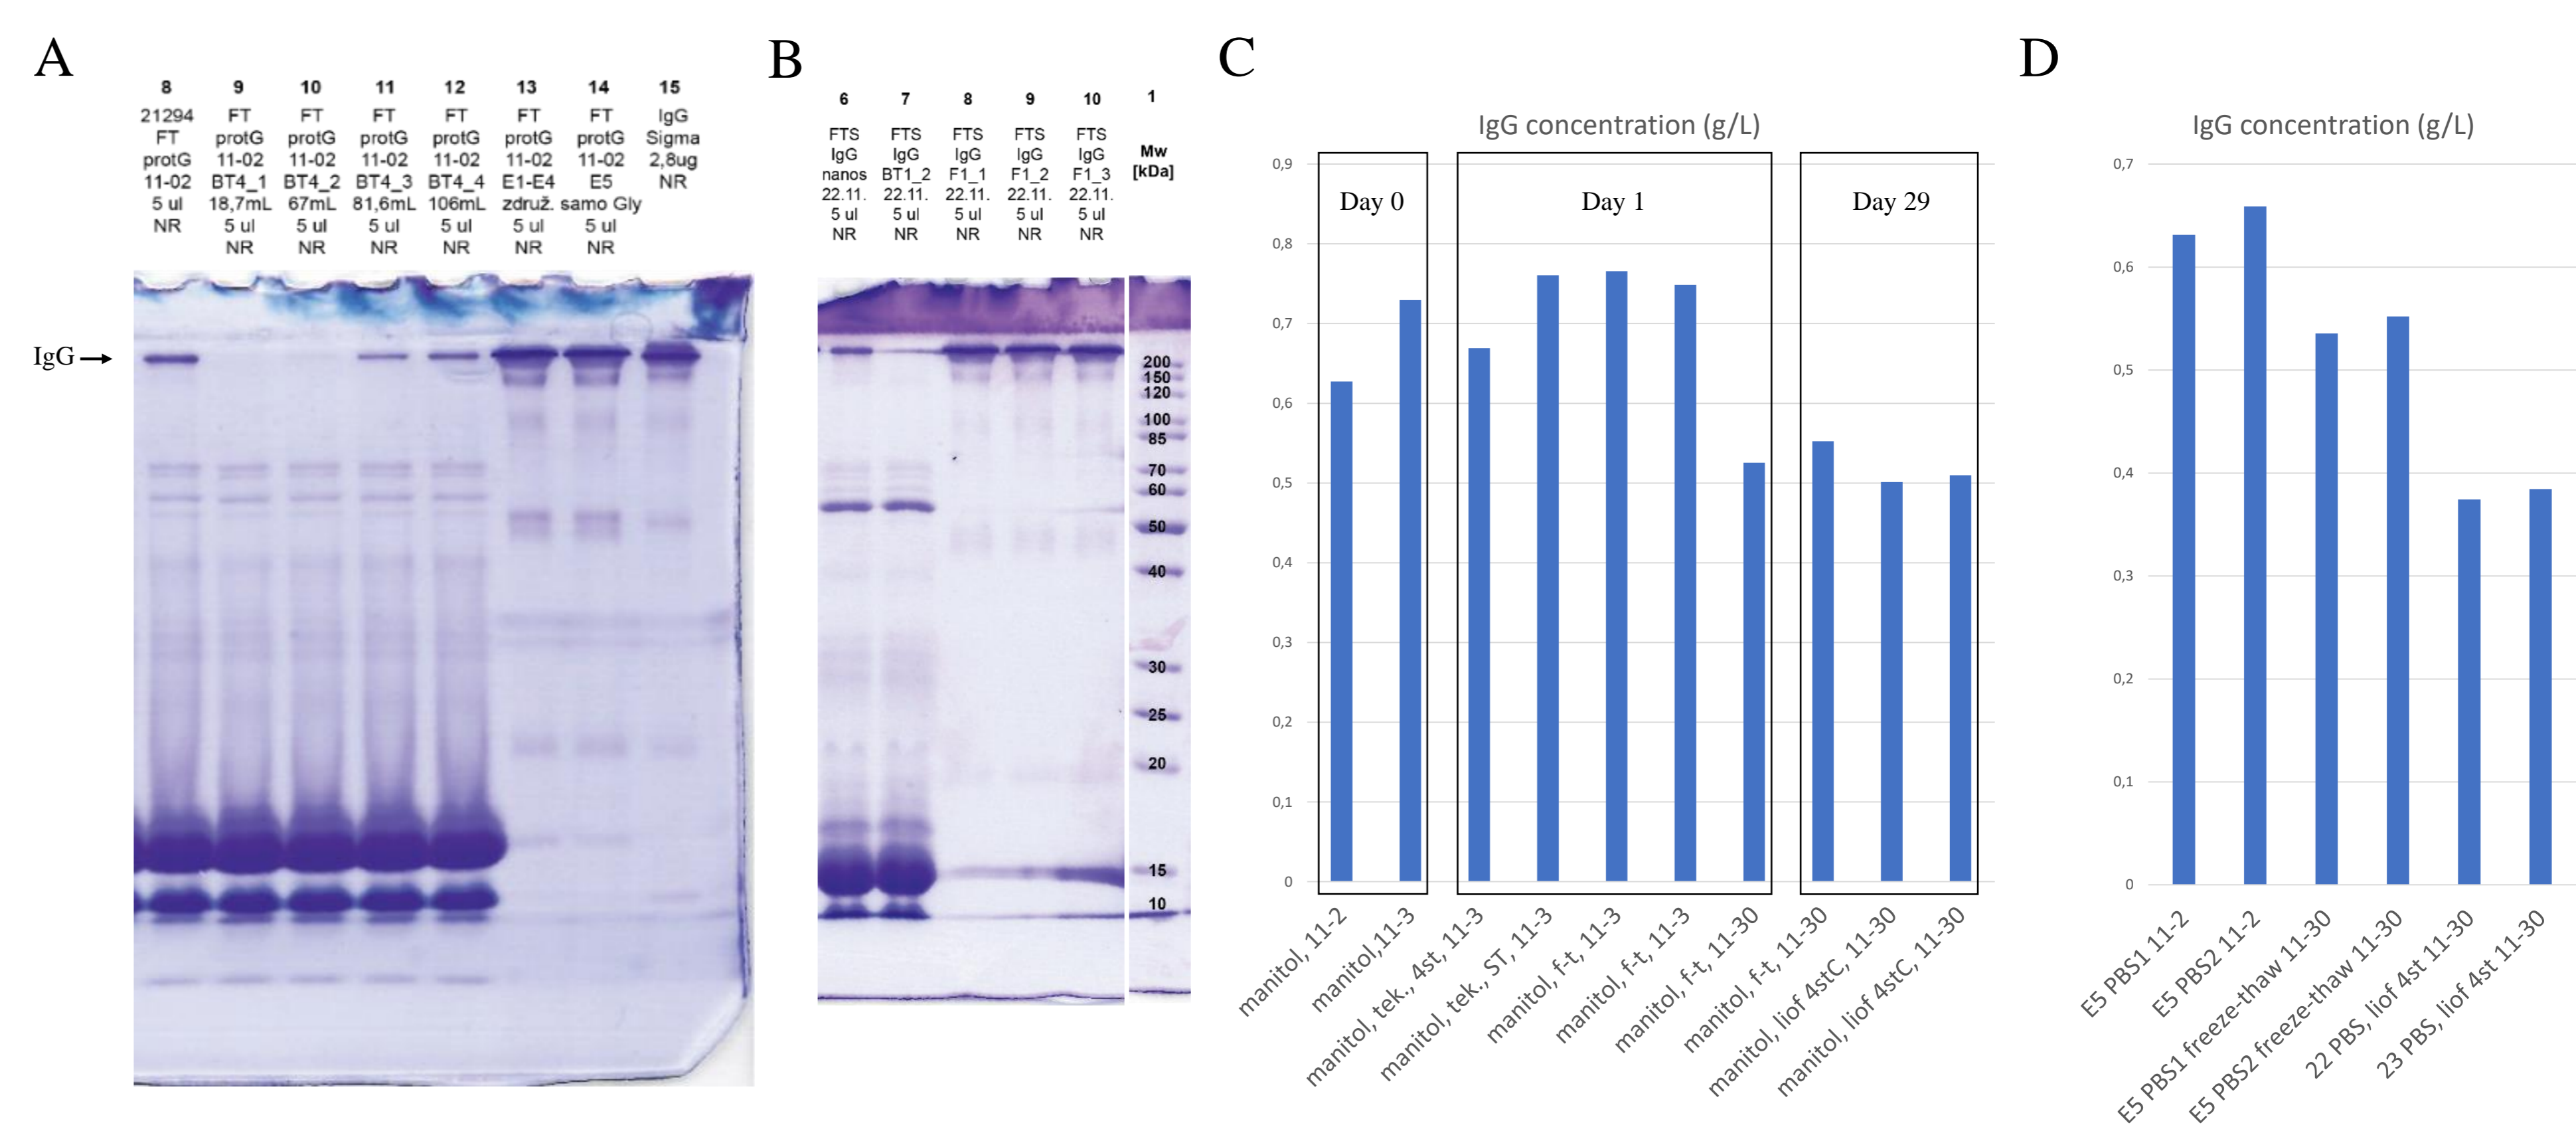 A
8
21294
FT
protG
11-02
5 ul
NR
9
FT
protG
11-02
BT4_1
18,7mL
5 ul
NR
10
FT
protG
11-02
BT4_2
67mL
5 ul
NR
11
FT
protG
11-02
BT4_3
81,6mL
5 ul
NR
12
FT
protG
11-02
BT4_4
106mL
5 ul
NR
13
FT
protG
11-02
E1-E4
združ.
5 ul
NR
14
FT
protG
11-02
E5
samo Gly
5 ul
NR
15
IgG
Sigma
2,8ug
NR
IgG
B
6
FTS
IgG
nanos
22.11.
5 ul
NR
7
FTS
IgG
BT1_2
22.11.
5 ul
NR
8
FTS
IgG
F1_1
22.11.
5 ul
NR
9
FTS
IgG
F1_2
22.11.
5 ul
NR
10
FTS
IgG
F1_3
22.11.
5 ul
NR
1
Mw
[kDa]
200
150
120
100
85
70
60
50
40
30
25
20
15
10
C
IgG concentration (g/L)
0,9
0,8
0,7
0,6
0,5
0,4
0,3
0,2
0,1
0
Day 0
Day 1
Day 29
manitol, 11-2
manitol,11-3
manitol, tek., 4st, 11-3
manitol, tek., ST, 11-3
manitol, f-t, 11-3
manitol, f-t, 11-3
manitol, f-t, 11-30
manitol, f-t, 11-30
manitol, liof 4stC, 11-30
manitol, liof 4stC, 11-30
D
IgG concentration (g/L)
0,7
0,6
0,5
0,4
0,3
0,2
0,1
0
E5 PBS1 11-2
E5 PBS2 11-2
E5 PBS1 freeze-thaw 11-30
E5 PBS2 freeze-thaw 11-30
22 PBS, liof 4st 11-30
23 PBS, liof 4st 11-30